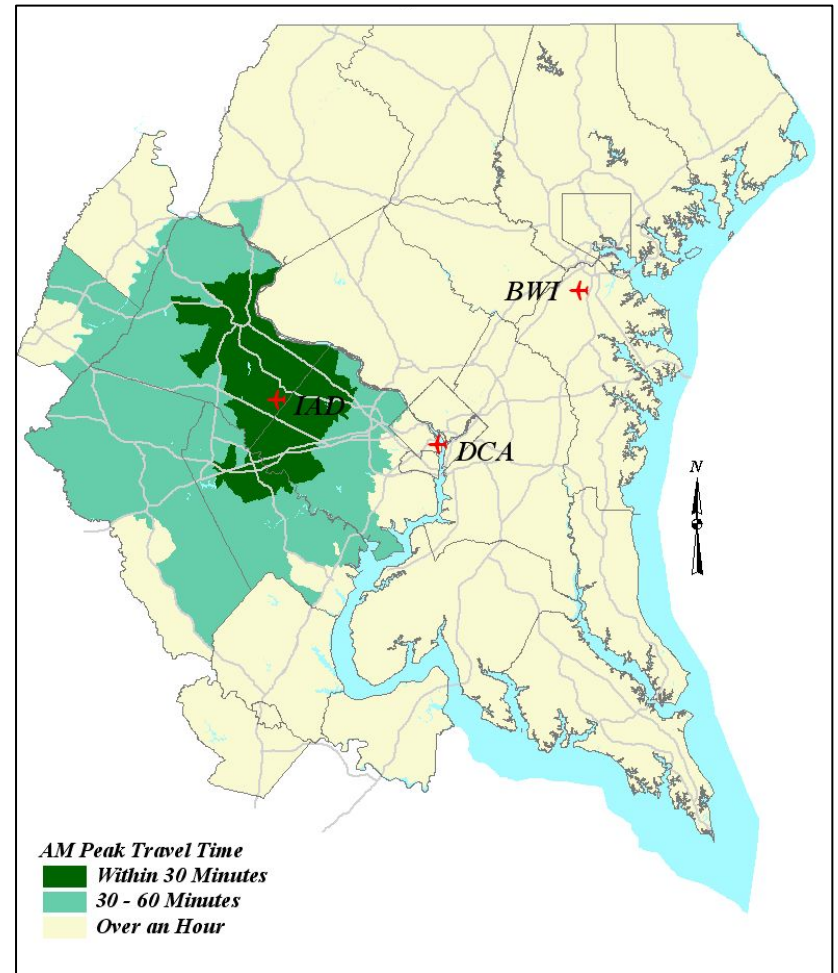 BWI
IAD
DCA
N
AM Peak Travel Time
Within 30 Minutes
30 - 60 Minutes
Over an Hour